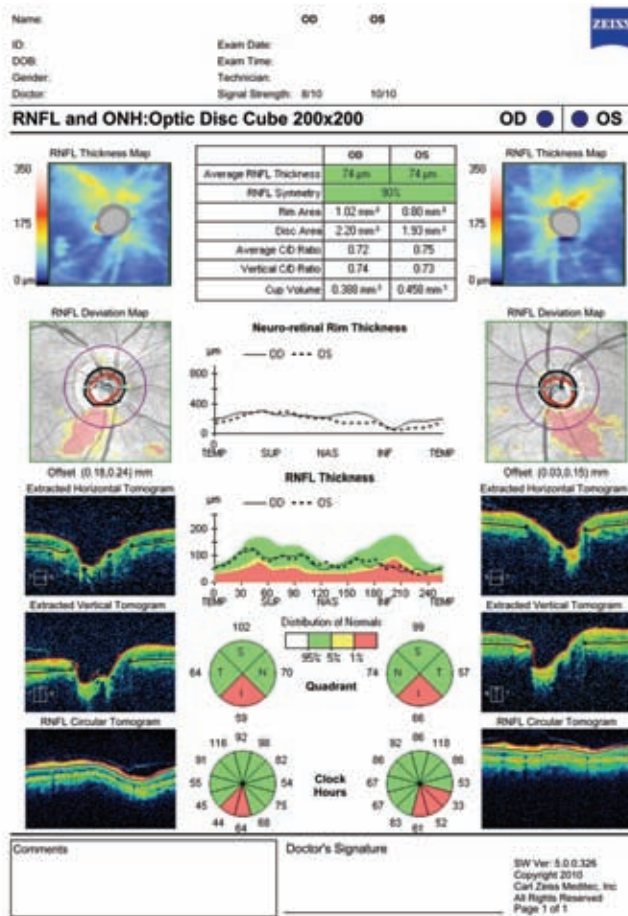 Name: OD OS
ZEISS
ID: Exam Date:
DOB: Exam Time:
Gender: Technician:
Doctor: Signal Strength: 8/10 10/10
RNFL and ONH:Optic Disc Cube 200x200 OD OS
RNFL Thickness Map
350
175
0 µm
OD OS
Average RNFL Thickness 74 µm 74 µm
RNFL Symmetry 90%
Rim Area 1.02 mm² 0.80 mm²
Disc Area 2.20 mm² 1.93 mm²
Average C/D Ratio 0.72 0.75
Vertical C/D Ratio 0.74 0.73
Cup Volume 0.388 mm³ 0.458 mm³
RNFL Thickness Map
350
175
0 µm
RNFL Deviation Map
Offset (0.18,0.24) mm
Neuro-retinal Rim Thickness
µm OD OS
800
400
0
TEMP SUP NAS INF TEMP
RNFL Deviation Map
Offset (0.03,0.15) mm
Extracted Horizontal Tomogram
RNFL Thickness
µm OD OS
200
100
0
0 30 60 90 120 150 180 210 240
TEMP SUP NAS INF TEMP
Extracted Horizontal Tomogram
Extracted Vertical Tomogram
Distribution of Normals
95% 5% 1%
102
64 S T N I 70
59
Quadrant
99
74 S N T I 57
66
Extracted Vertical Tomogram
RNFL Circular Tomogram
Clock
Hours
116 92 98
91 82
55 54
45 75
44 64 68
92 86 118
86 86
67 53
67 33
83 61 52
RNFL Circular Tomogram
Comments
Doctor's Signature
SW Ver: 5.0.0.326
Copyright 2010
Carl Zeiss Meditec, Inc
All Rights Reserved
Page 1 of 1